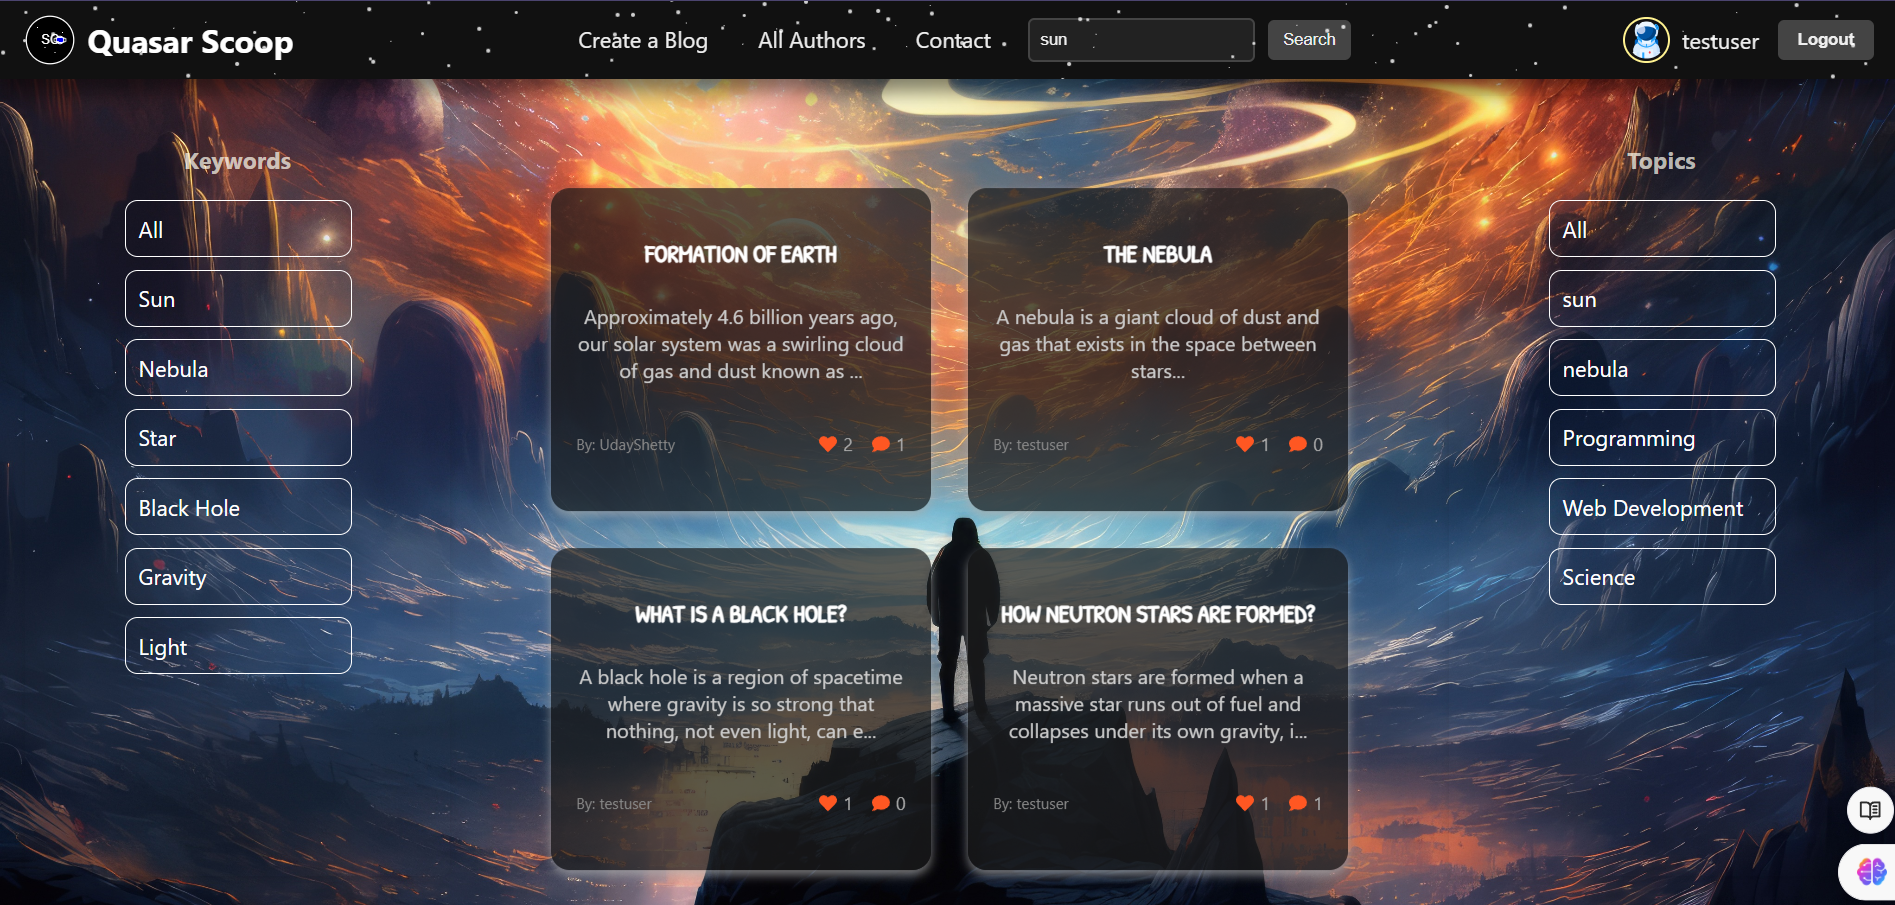 SC
Quasar Scoop
Create a Blog
All Authors
Contact
sun
Search
testuser
Logout
Keywords
All
Sun
Nebula
Star
Black Hole
Gravity
Light
FORMATION OF EARTH
Approximately 4.6 billion years ago,
our solar system was a swirling cloud
of gas and dust known as ...
By: UdayShetty
2
1
THE NEBULA
A nebula is a giant cloud of dust and
gas that exists in the space between
stars...
By: testuser
1
0
WHAT IS A BLACK HOLE?
A black hole is a region of spacetime
where gravity is so strong that
nothing, not even light, can e...
By: testuser
1
0
HOW NEUTRON STARS ARE FORMED?
Neutron stars are formed when a
massive star runs out of fuel and
collapses under its own gravity, i...
By: testuser
1
1
Topics
All
sun
nebula
Programming
Web Development
Science